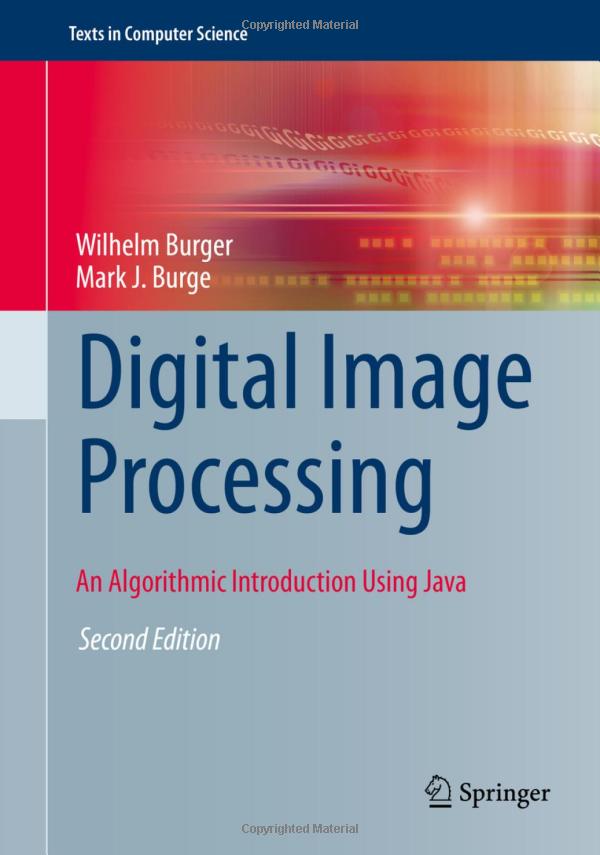 Copyrighted Material
Texts in Computer Science
Wilhelm Burger
Mark J. Burge
Digital Image
Processing
An Algorithmic Introduction Using Java
Second Edition
Springer
Copyrighted Material